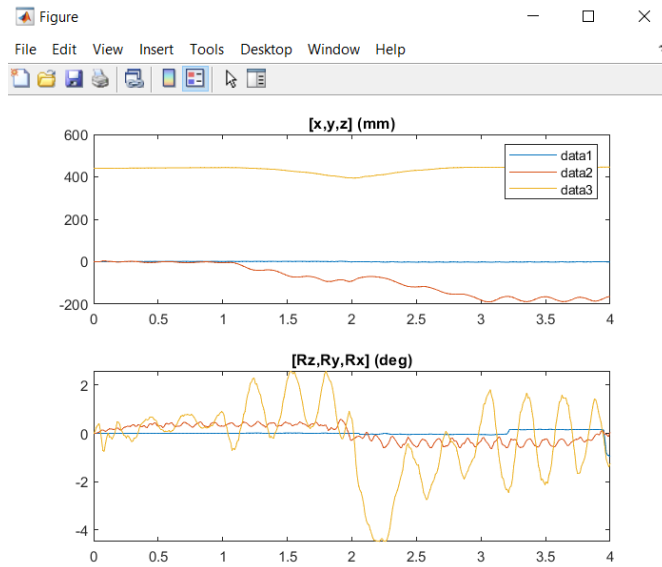 Figure
File Edit View Insert Tools Desktop Window Help
[x,y,z] (mm)
600
400
200
0
-200
data1
data2
data3
0 0.5 1 1.5 2 2.5 3 3.5 4
[Rz,Ry,Rx] (deg)
2
0
-2
-4
0 0.5 1 1.5 2 2.5 3 3.5 4